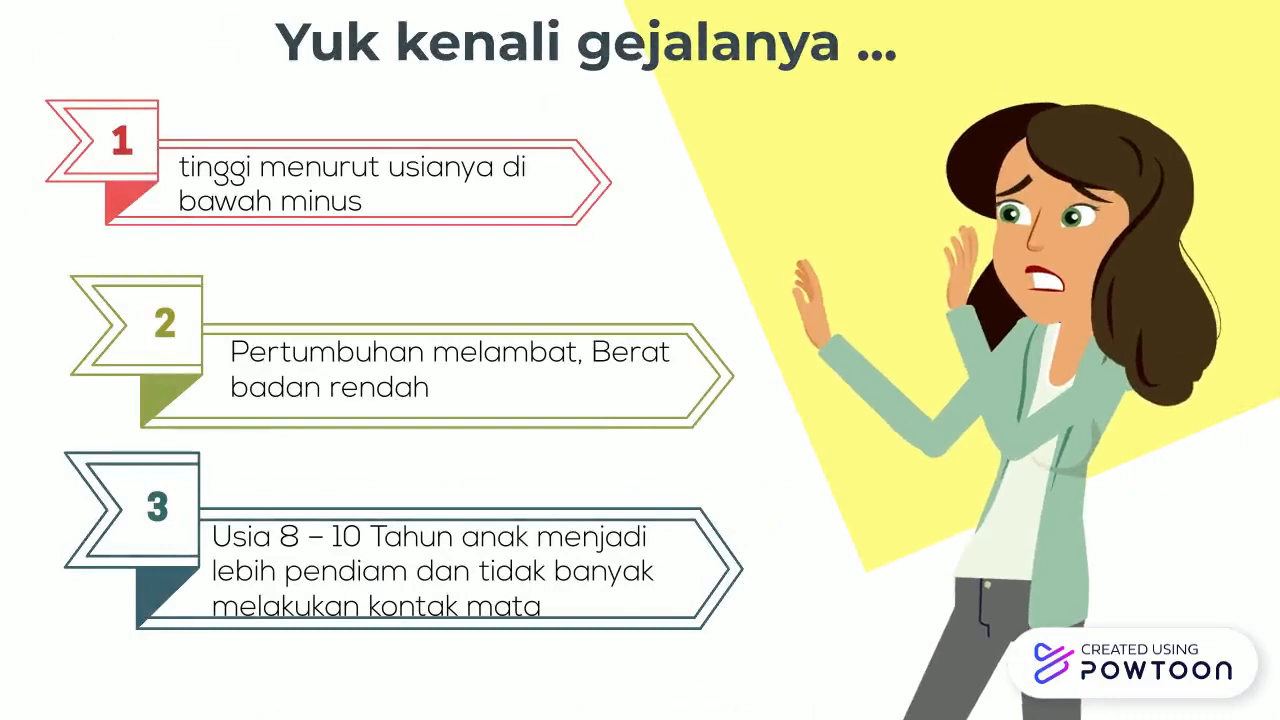 Yuk kenali gejalanya ...
1
tinggi menurut usianya di
bawah minus
2
Pertumbuhan melambat, Berat
badan rendah
3
Usia 8 – 10 Tahun anak menjadi
lebih pendiam dan tidak banyak
melakukan kontak mata
CREATED USING
POWTOON